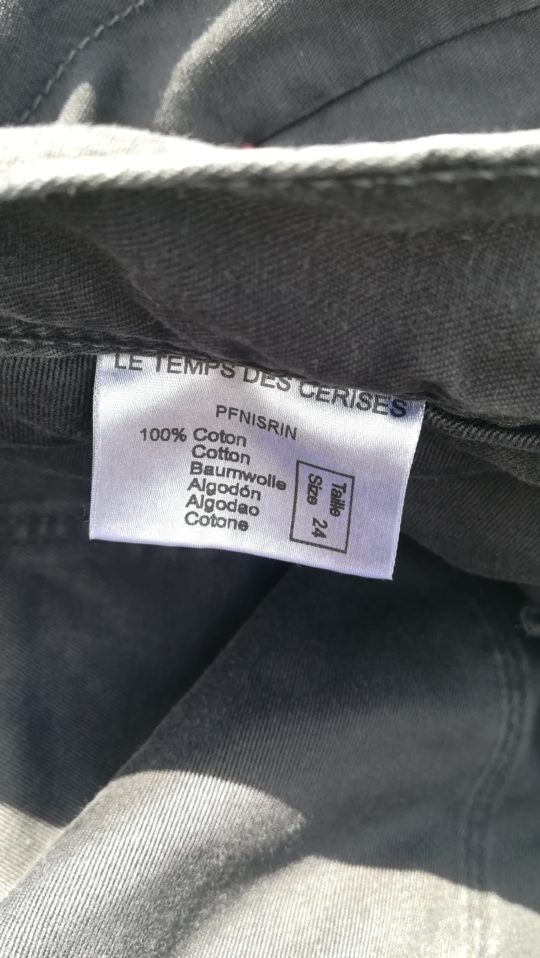 LE TEMPS DES CERISES
PFNISRIN
100% Coton
Cotton
Baumwolle
Algodón
Algodao
Cotone
Taille
Size 24